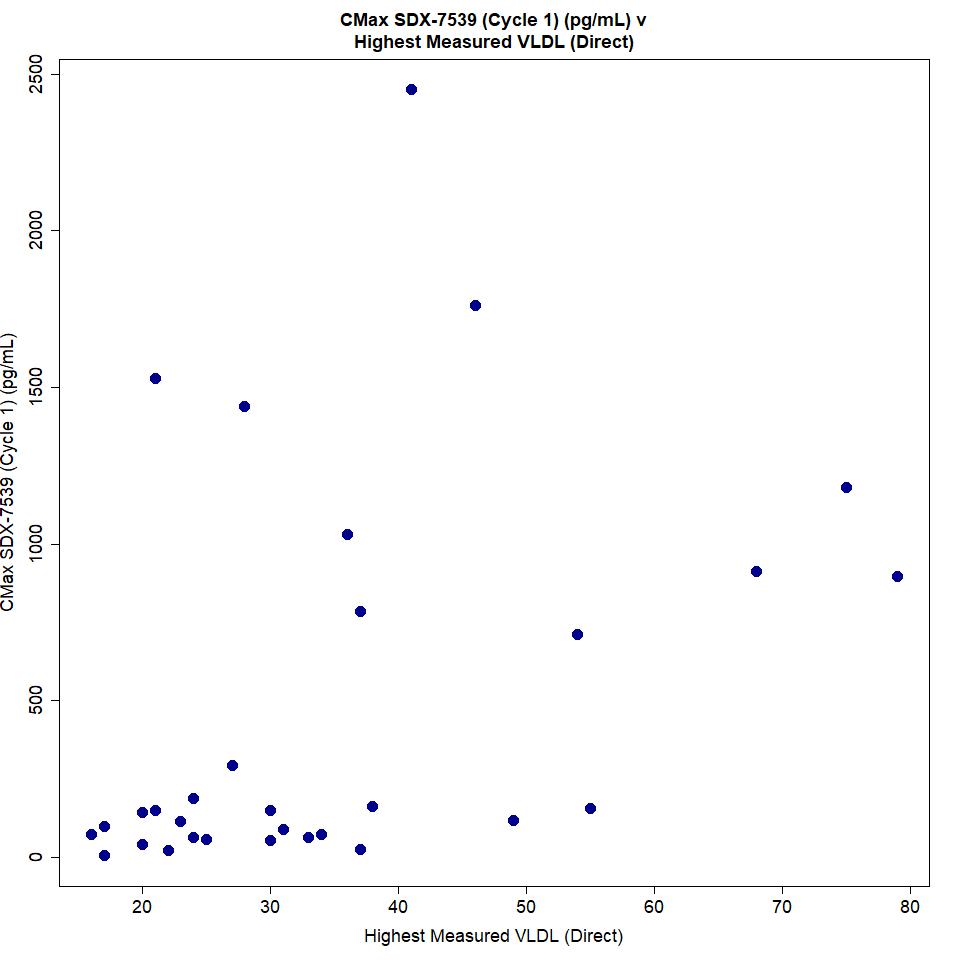 CMax SDX-7539 (Cycle 1) (pg/mL) v
Highest Measured VLDL (Direct)
CMax SDX-7539 (Cycle 1) (pg/mL)
2500
2000
1500
1000
500
0
20 30 40 50 60 70 80
Highest Measured VLDL (Direct)